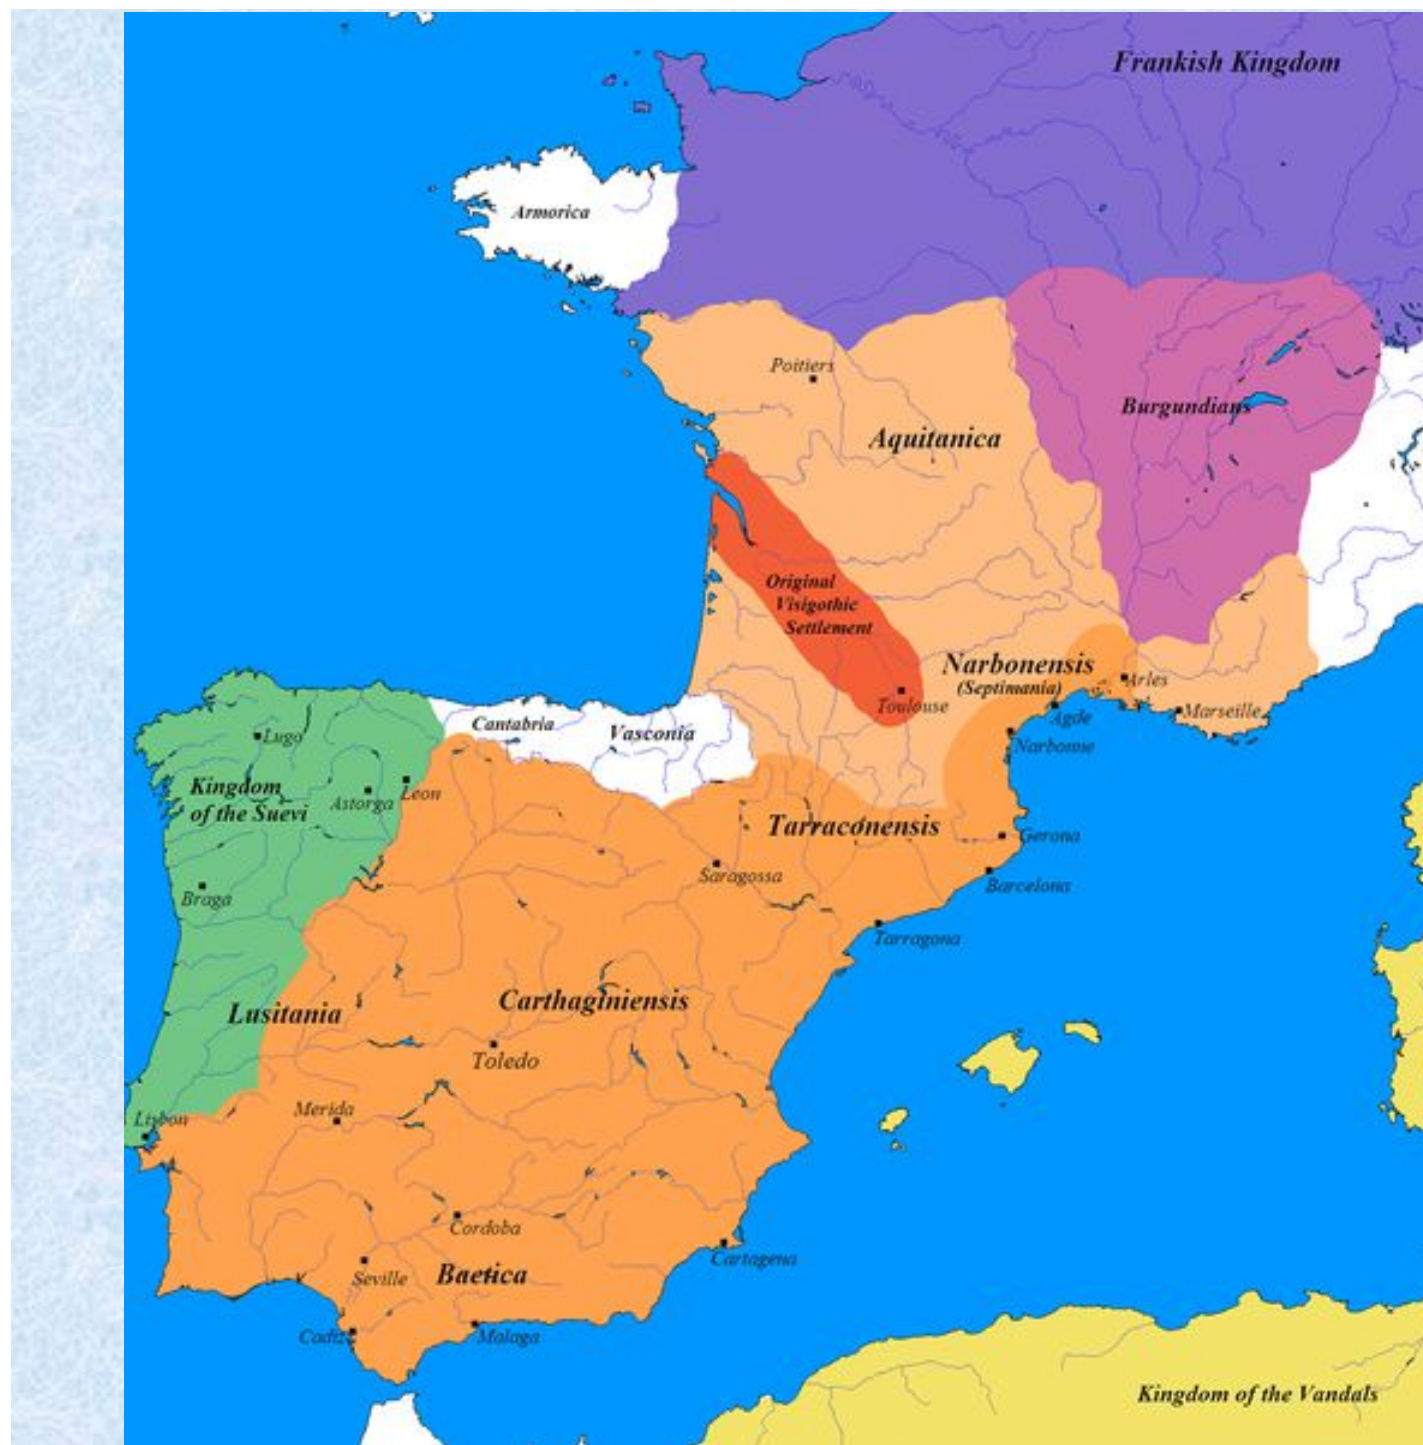 Frankish Kingdom
Armorica
Poitiers
Burgundians
Aquitanica
Original
Visigothic
Settlement
Narbonensis
(Septimania)
Arles
Toulouse
Agde
Marseille
Cantabria
Vasconia
Narbonne
Lugo
Kingdom
of the Suevi
Astorga
Leon
Tarraconensis
Gerona
Saragossa
Barcelona
Braga
Tarragona
Lusitania
Carthaginiensis
Toledo
Merida
Lisbon
Cordoba
Cartagena
Seville
Baetica
Cadiz
Malaga
Kingdom of the Vandals